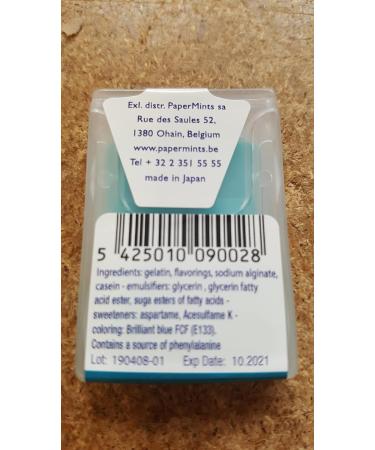 Exl. distr. PaperMints sa
Rue des Saules 52,
1380 Ohain, Belgium
www.papermints.be
Tel + 32 2 351 55 55
made in Japan
5 425010 090028
Ingredients: gelatin, flavorings, sodium alginate,
casein - emulsifiers: glycerin , glycerin fatty
acid ester, suga esters of fatty acids -
sweeteners: aspartame, Acesulfame K -
coloring: Brilliant blue FCF (E133).
Contains a source of phenylalanine
Lot: 190408-01 Exp Date: 10.2021